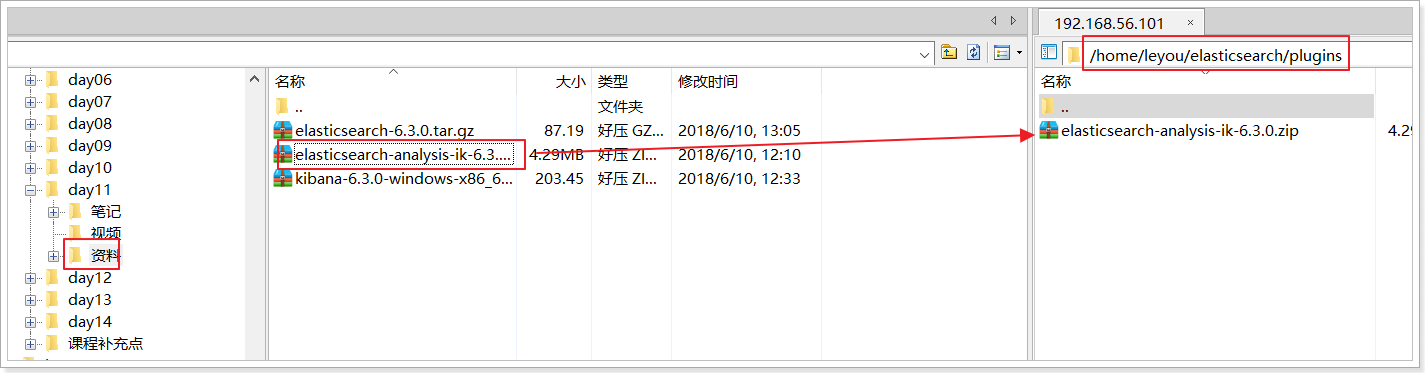 192.168.56.101 ×
/home/leyou/elasticsearch/plugins
day06
day07
day08
day09
day10
day11
笔记
视频
资料
day12
day13
day14
课程补充点
名称 大小 类型 修改时间
.. 文件夹
elasticsearch-6.3.0.tar.gz 87.19 好压 GZ... 2018/6/10, 13:05
elasticsearch-analysis-ik-6.3.... 4.29MB 好压 ZI... 2018/6/10, 12:10
kibana-6.3.0-windows-x86_6... 203.45 好压 ZI... 2018/6/10, 12:33
名称
..
elasticsearch-analysis-ik-6.3.0.zip 4.29